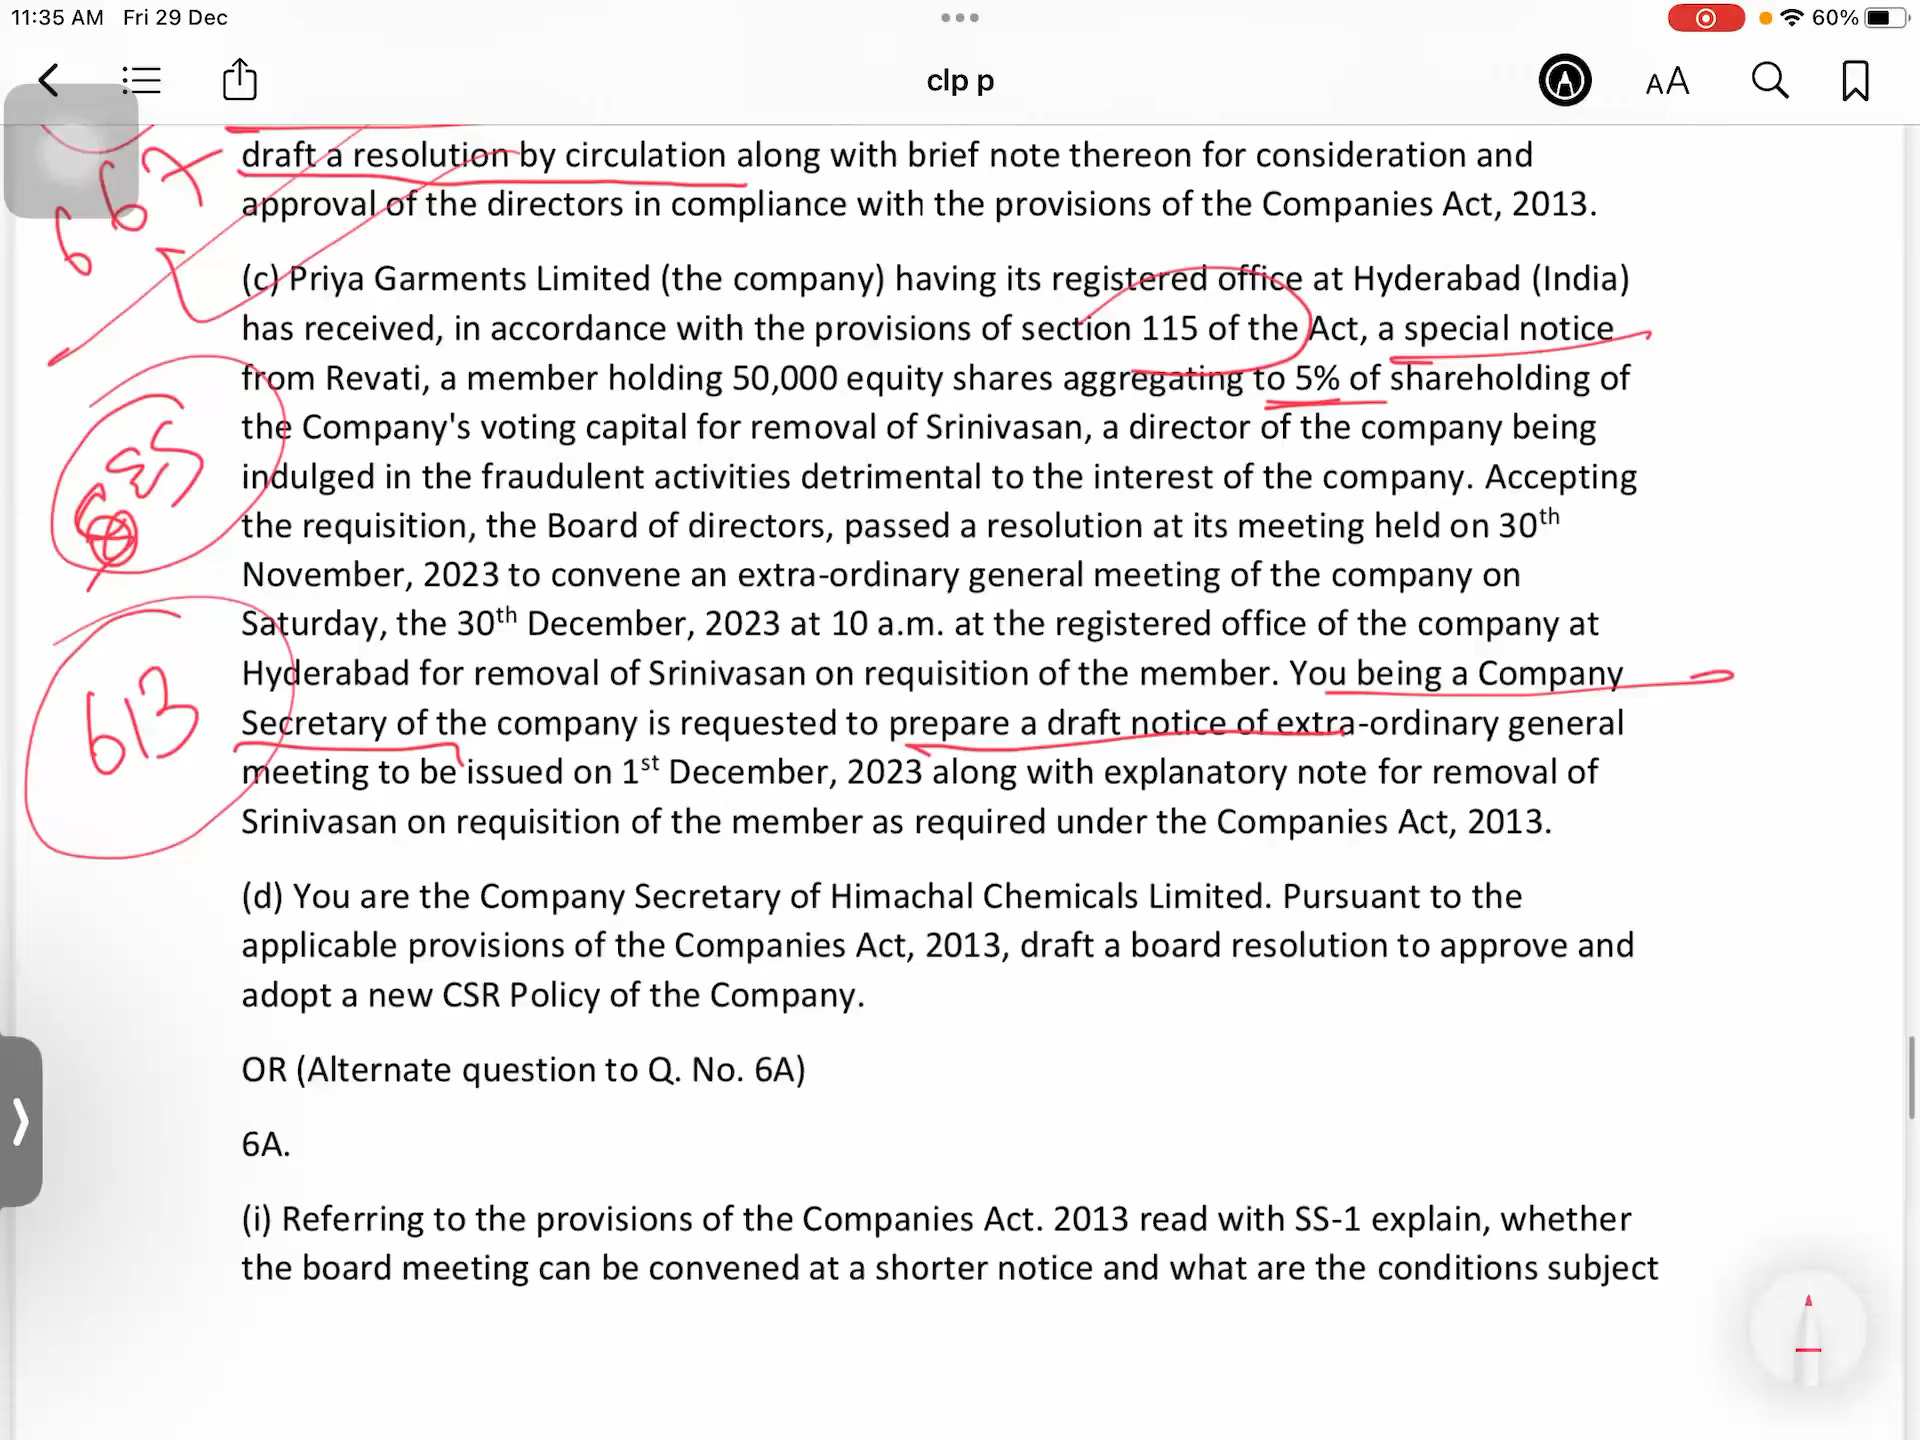 11:35 AM Fri 29 Dec
60%
clp p
AA
667
draft a resolution by circulation along with brief note thereon for consideration and
approval of the directors in compliance with the provisions of the Companies Act, 2013.
(c) Priya Garments Limited (the company) having its registered office at Hyderabad (India)
has received, in accordance with the provisions of section 115 of the Act, a special notice
from Revati, a member holding 50,000 equity shares aggregating to 5% of shareholding of
the Company's voting capital for removal of Srinivasan, a director of the company being
indulged in the fraudulent activities detrimental to the interest of the company. Accepting
the requisition, the Board of directors, passed a resolution at its meeting held on 30th
November, 2023 to convene an extra-ordinary general meeting of the company on
Saturday, the 30th December, 2023 at 10 a.m. at the registered office of the company at
Hyderabad for removal of Srinivasan on requisition of the member. You being a Company
613
Secretary of the company is requested to prepare a draft notice of extra-ordinary general
meeting to be issued on 1st December, 2023 along with explanatory note for removal of
Srinivasan on requisition of the member as required under the Companies Act, 2013.
(d) You are the Company Secretary of Himachal Chemicals Limited. Pursuant to the
applicable provisions of the Companies Act, 2013, draft a board resolution to approve and
adopt a new CSR Policy of the Company.
OR (Alternate question to Q. No. 6A)
6A.
(i) Referring to the provisions of the Companies Act. 2013 read with SS-1 explain, whether
the board meeting can be convened at a shorter notice and what are the conditions subject